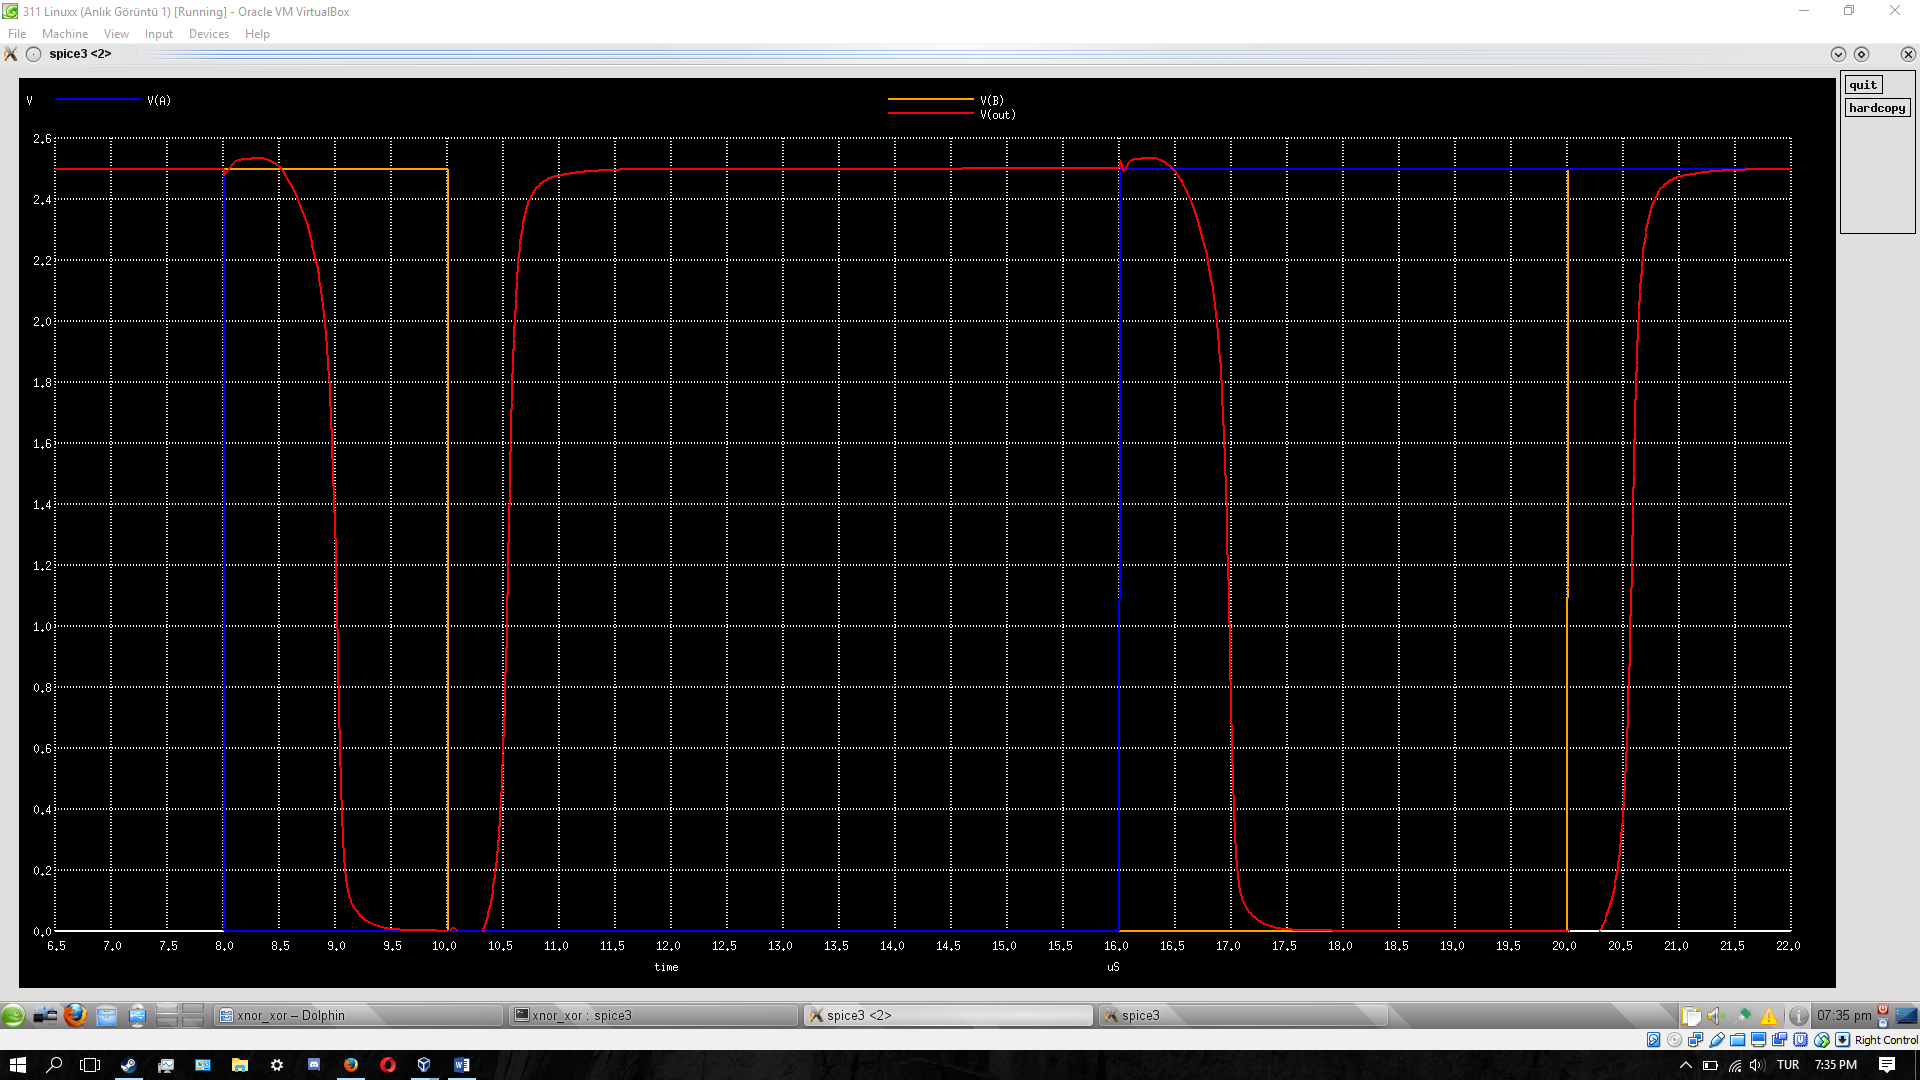 311 Linuxx (Anlık Görüntü 1) [Running] - Oracle VM VirtualBox
File Machine View Input Devices Help
spice3 <2>
quit
hardcopy
V V(A) V(B)
V(out)
2.6
2.4
2.2
2.0
1.8
1.6
1.4
1.2
1.0
0.8
0.6
0.4
0.2
0.0
6.5 7.0 7.5 8.0 8.5 9.0 9.5 10.0 10.5 11.0 11.5 12.0 12.5 13.0 13.5 14.0 14.5 15.0 15.5 16.0 16.5 17.0 17.5 18.0 18.5 19.0 19.5 20.0 20.5 21.0 21.5 22.0
time uS
xnor_xor – Dolphin xnor_xor : spice3 spice3 <2> spice3 07:35 pm
Right Control
TUR 7:35 PM